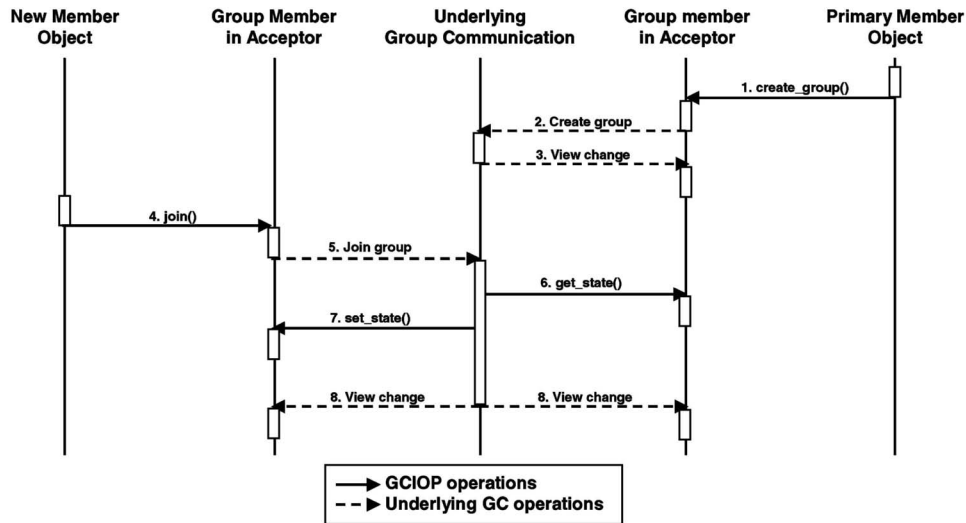 New Member
Object
Group Member
in Acceptor
Underlying
Group Communication
Group member
in Acceptor
Primary Member
Object
1. create_group()
2. Create group
3. View change
4. join()
5. Join group
6. get_state()
7. set_state()
8. View change
8. View change
GCIOP operations
Underlying GC operations